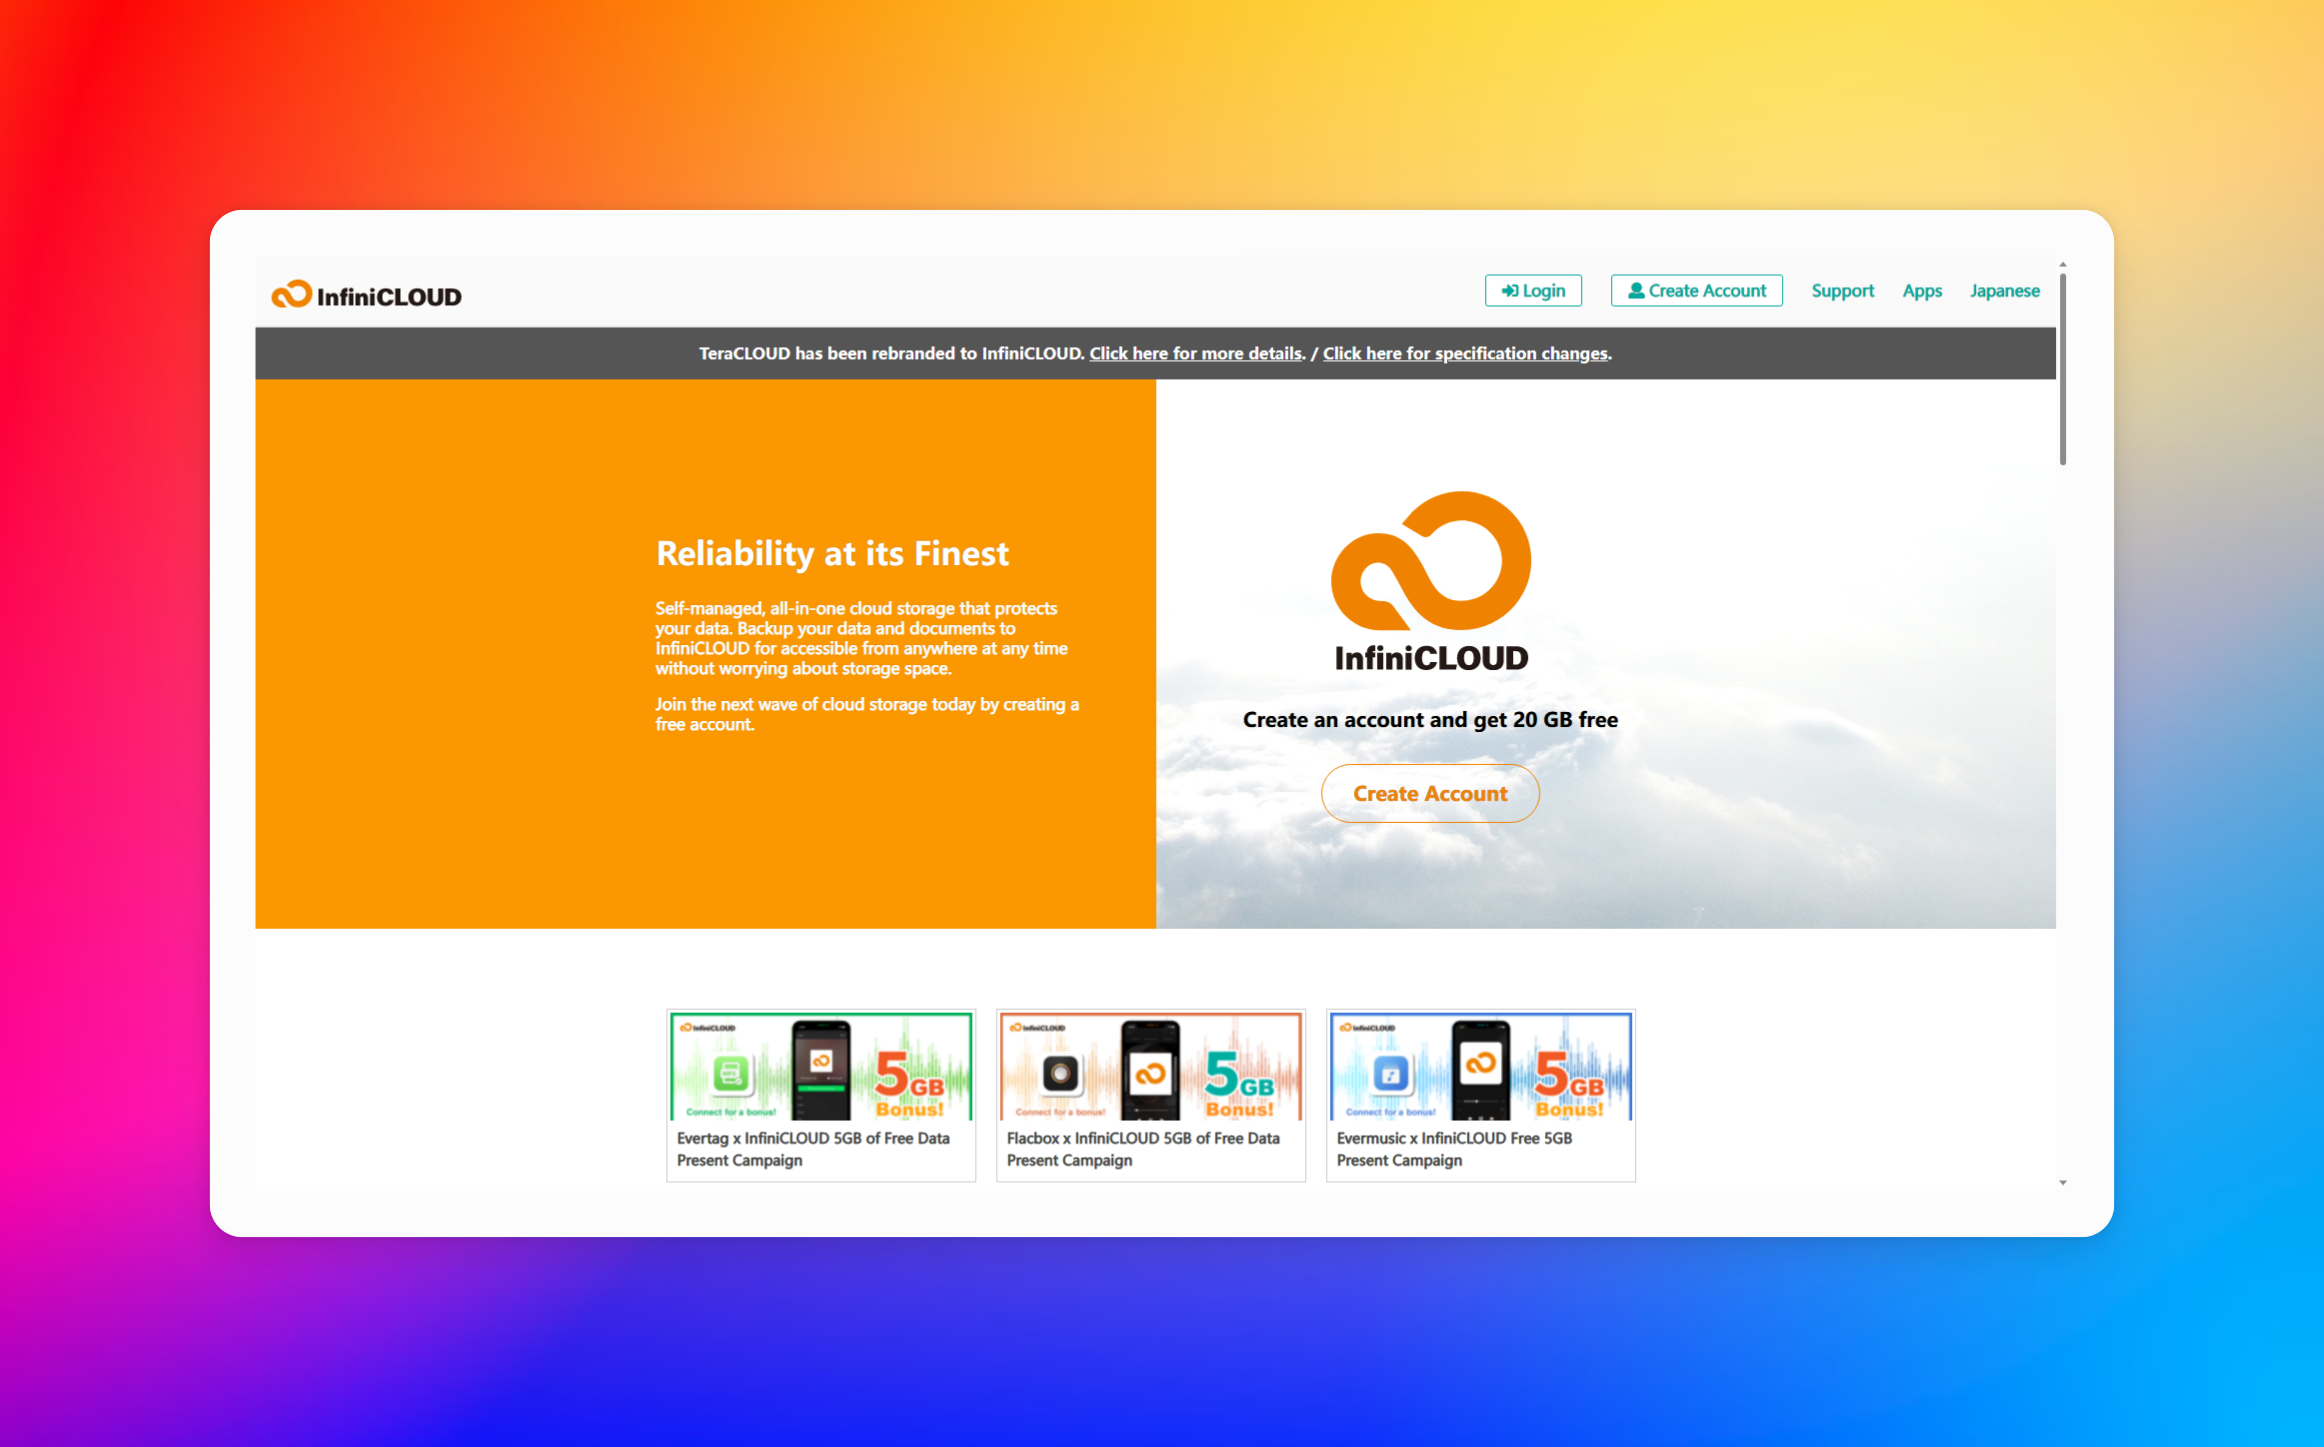 InfiniCLOUD
Login
Create Account
Support
Apps
Japanese
TeraCLOUD has been rebranded to InfiniCLOUD. Click here for more details. / Click here for specification changes.
Reliability at its Finest
Self-managed, all-in-one cloud storage that protects
your data. Backup your data and documents to
InfiniCLOUD for accessible from anywhere at any time
without worrying about storage space.
Join the next wave of cloud storage today by creating a
free account.
InfiniCLOUD
Create an account and get 20 GB free
Create Account
InfiniCLOUD
5GB
Bonus!
Connect for a bonus!
Evertag x InfiniCLOUD 5GB of Free Data
Present Campaign
InfiniCLOUD
5GB
Bonus!
Connect for a bonus!
Flacbox x InfiniCLOUD 5GB of Free Data
Present Campaign
InfiniCLOUD
5GB
Bonus!
Connect for a bonus!
Evermusic x InfiniCLOUD Free 5GB
Present Campaign